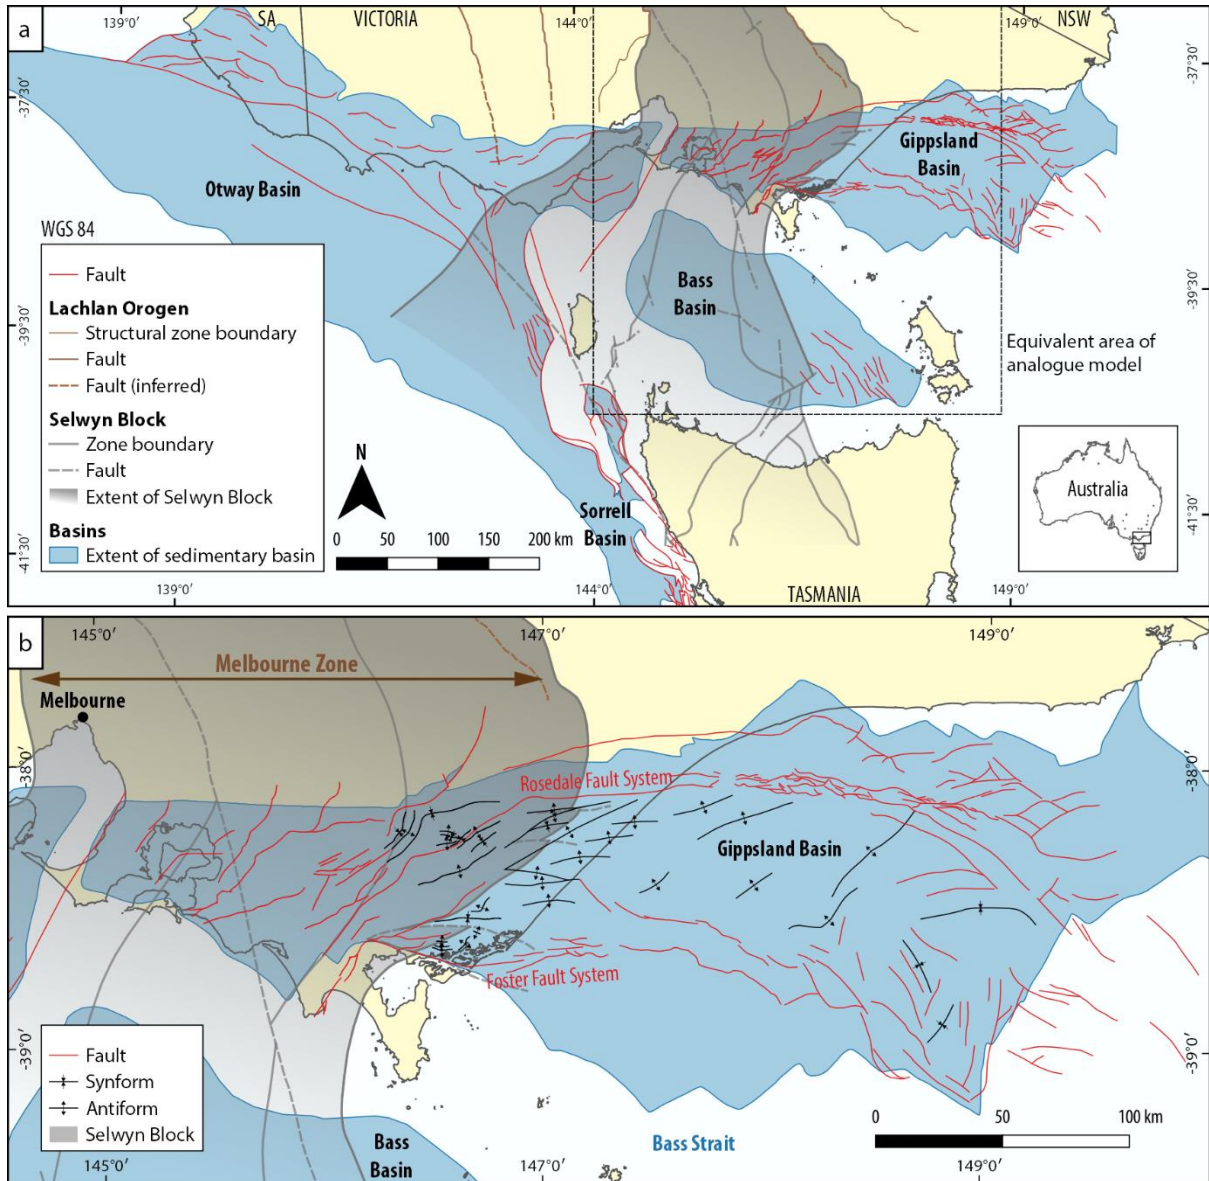 a
139°0′
SA
VICTORIA
144°0′
149°0′
NSW
-37°30′
-37°30′
Otway Basin
Gippsland
Basin
WGS 84
Fault
Lachlan Orogen
Structural zone boundary
Fault
Fault (inferred)
Selwyn Block
Zone boundary
Fault
Extent of Selwyn Block
Basins
Extent of sedimentary basin
-39°30′
Bass
Basin
-39°30′
Equivalent area of
analogue model
N
0 50 100 150 200 km
Sorrell
Basin
Australia
-41°30′
-41°30′
139°0′
144°0′
TASMANIA
149°0′
b
145°0′
147°0′
149°0′
Melbourne Zone
Melbourne
-38°0′
-38°0′
Rosedale Fault System
Gippsland Basin
Foster Fault System
-39°0′
-39°0′
Fault
Synform
Antiform
Selwyn Block
0 50 100 km
Bass
Basin
Bass Strait
145°0′
147°0′
149°0′